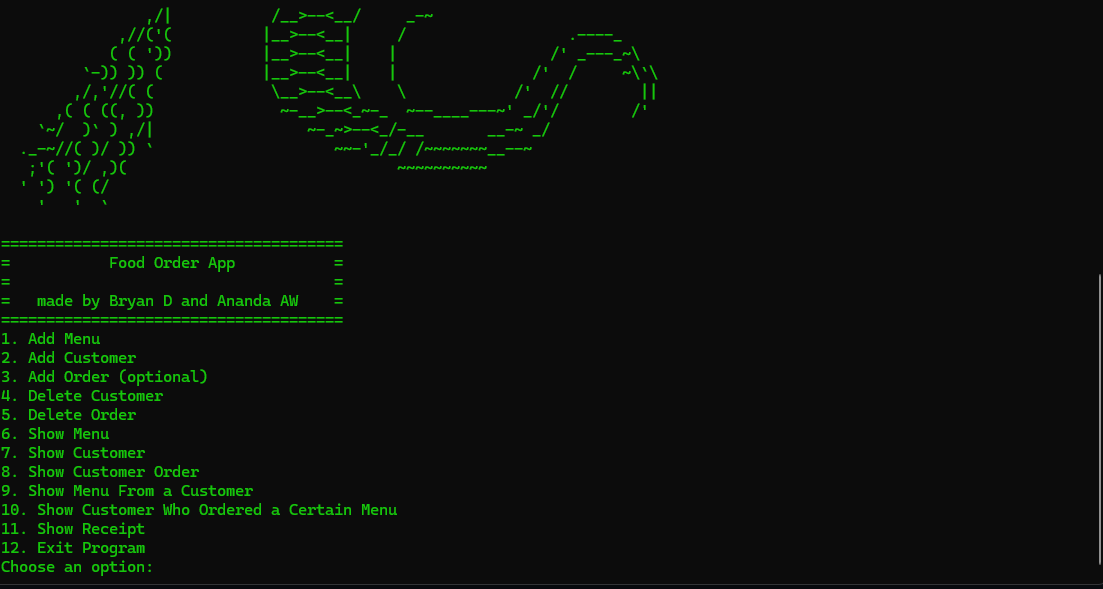 =====================================
= Food Order App =
= =
= made by Bryan D and Ananda AW =
=====================================
1. Add Menu
2. Add Customer
3. Add Order (optional)
4. Delete Customer
5. Delete Order
6. Show Menu
7. Show Customer
8. Show Customer Order
9. Show Menu From a Customer
10. Show Customer Who Ordered a Certain Menu
11. Show Receipt
12. Exit Program
Choose an option: